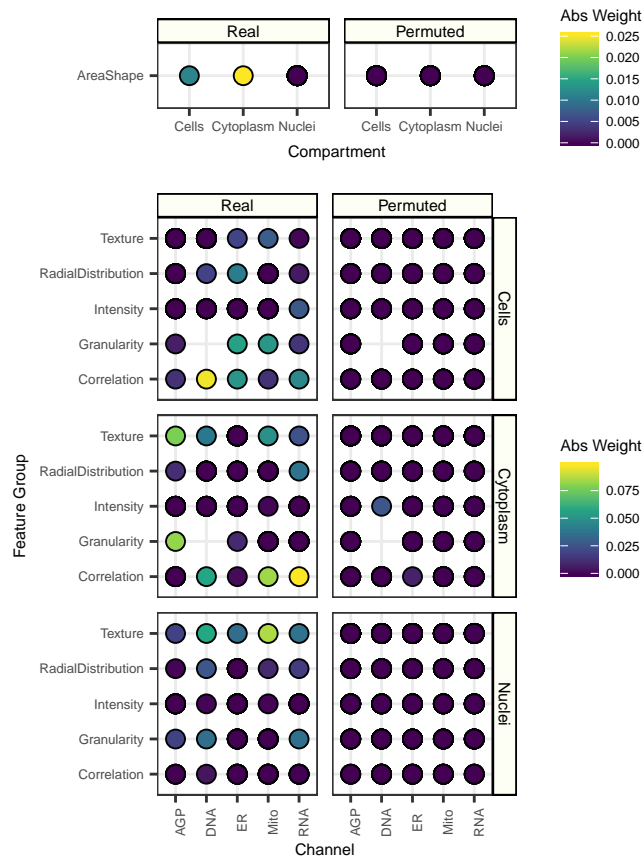 Real Permuted
AreaShape
Cells Cytoplasm Nuclei Cells Cytoplasm Nuclei
Compartment
Abs Weight
0.025
0.020
0.015
0.010
0.005
0.000
Real Permuted
Feature Group
Texture
RadialDistribution
Intensity
Granularity
Correlation
Cells
Texture
RadialDistribution
Intensity
Granularity
Correlation
Cytoplasm
Texture
RadialDistribution
Intensity
Granularity
Correlation
Nuclei
AGP DNA ER Mito RNA AGP DNA ER Mito RNA
Channel
Abs Weight
0.075
0.050
0.025
0.000